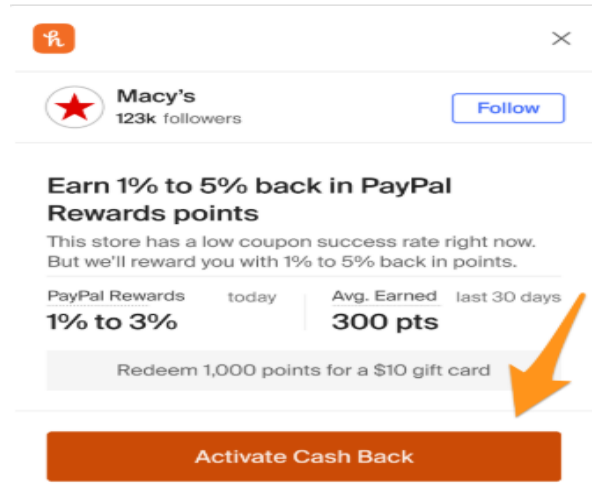 h
Macy's
123k followers
Follow
Earn 1% to 5% back in PayPal
Rewards points
This store has a low coupon success rate right now.
But we'll reward you with 1% to 5% back in points.
PayPal Rewards today
1% to 3%
Avg. Earned last 30 days
300 pts
Redeem 1,000 points for a $10 gift card
Activate Cash Back